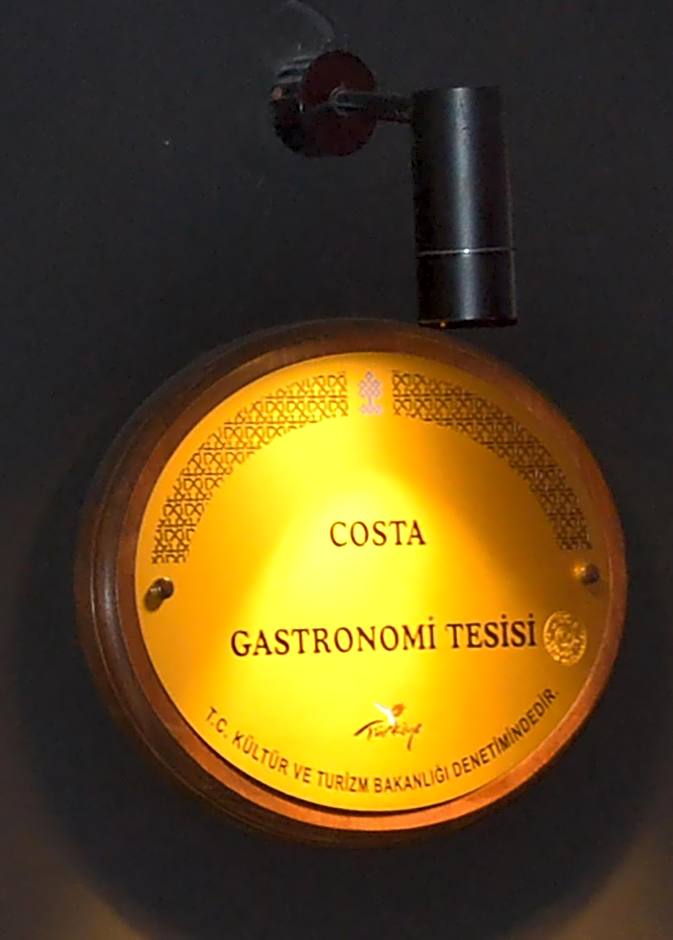 COSTA
GASTRONOMİ TESİSİ
Türkiye
T.C. KÜLTÜR VE TURİZM BAKANLIĞI DENETİMİNDEDİR.